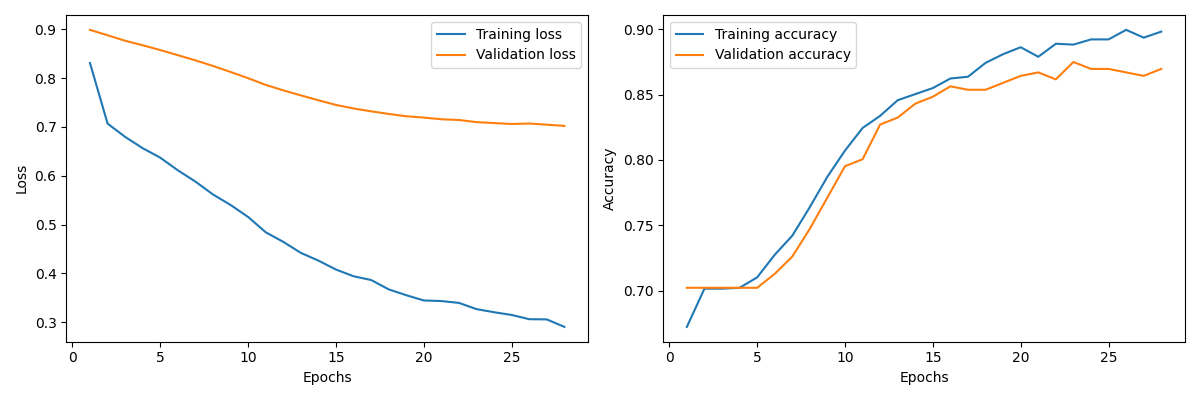 Training loss
Validation loss
0.9
0.8
0.7
0.6
0.5
0.4
0.3
Loss
0 5 10 15 20 25
Epochs
Training accuracy
Validation accuracy
0.90
0.85
0.80
0.75
0.70
Accuracy
0 5 10 15 20 25
Epochs